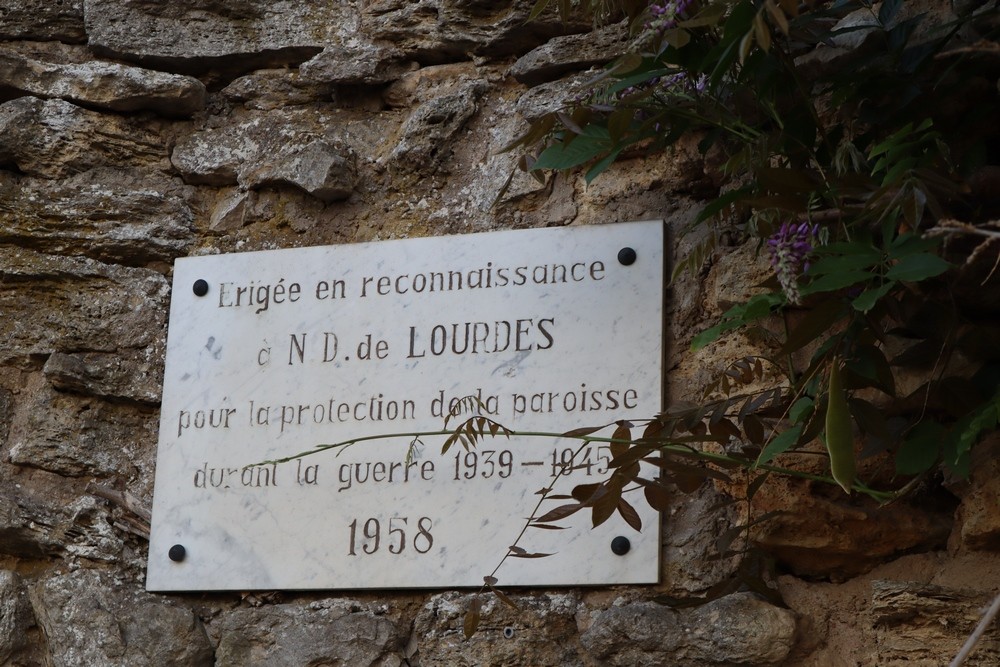 Erigée en reconnaissance
à N D. de LOURDES
pour la protection de la paroisse
durant la guerre 1939-1945
1958